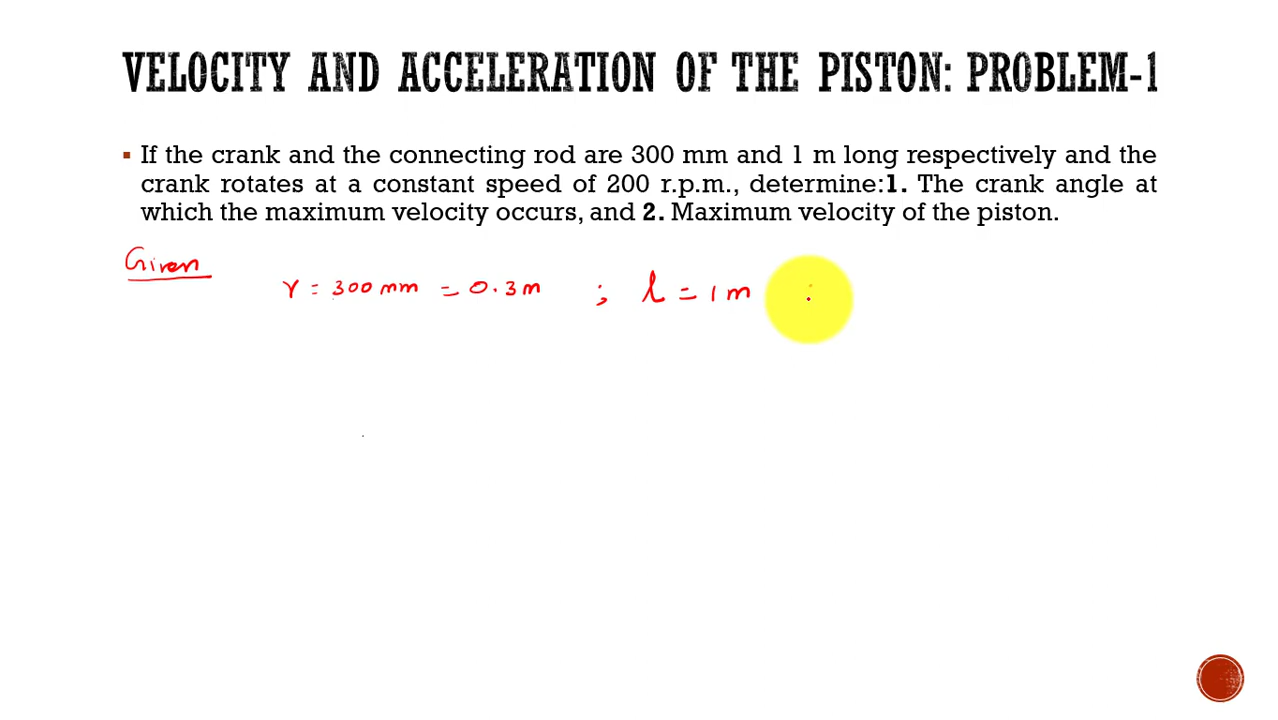 VELOCITY AND ACCELERATION OF THE PISTON: PROBLEM-1
▪ If the crank and the connecting rod are 300 mm and 1 m long respectively and the
crank rotates at a constant speed of 200 r.p.m., determine:1. The crank angle at
which the maximum velocity occurs, and 2. Maximum velocity of the piston.
Given
r = 300 mm = 0.3 m ; l = 1 m :